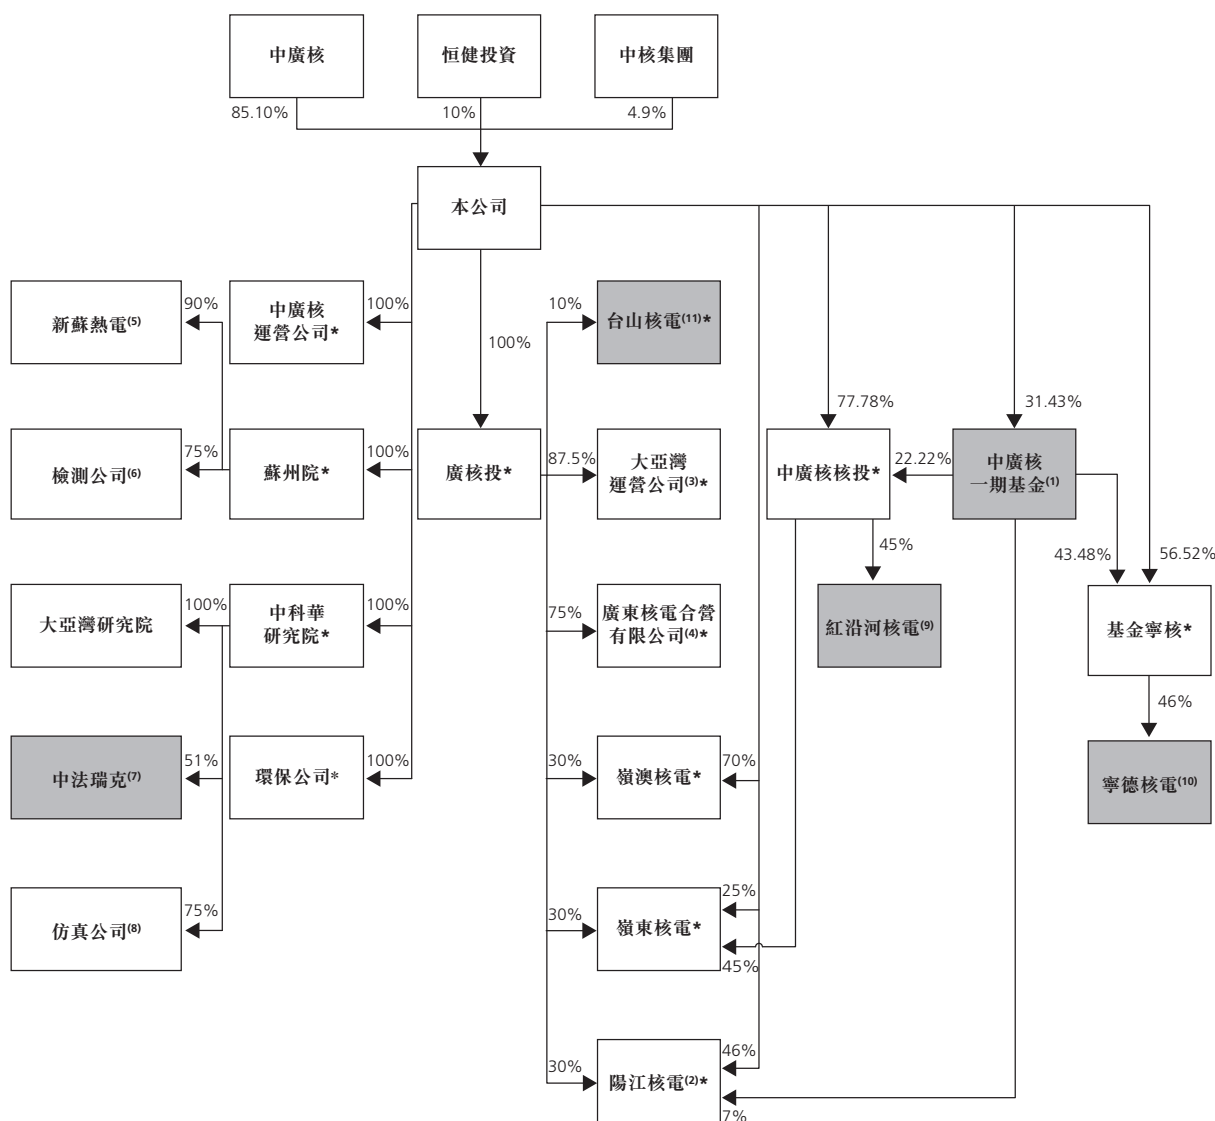 中廣核
恒健投資
中核集團
85.10%
10%
4.9%
本公司
新蘇熱電(5)
90%
中廣核
運營公司*
100%
100%
10%
台山核電(11)*
77.78%
31.43%
檢測公司(6)
75%
蘇州院*
100%
廣核投*
87.5%
大亞灣
運營公司(3)*
中廣核核投*
22.22%
中廣核
一期基金(1)
45%
43.48%
56.52%
大亞灣研究院
100%
中科華
研究院*
100%
75%
廣東核電合營
有限公司(4)*
紅沿河核電(9)
基金寧核*
46%
中法瑞克(7)
51%
環保公司*
100%
30%
嶺澳核電*
70%
寧德核電(10)
仿真公司(8)
75%
30%
嶺東核電*
25%
45%
30%
陽江核電(2)*
46%
7%